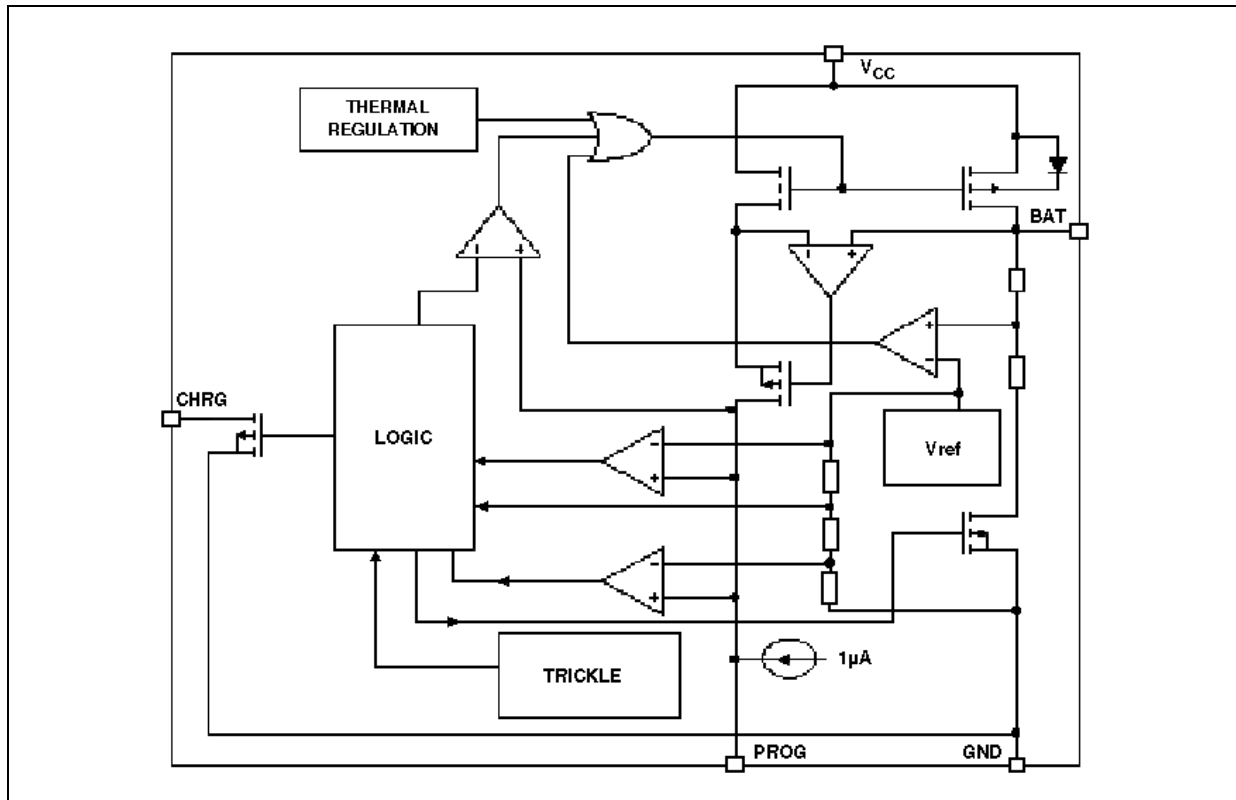 VCC
THERMAL
REGULATION
BAT
- +
- +
+
-
CHRG
LOGIC
Vref
-
+
-
+
1µA
TRICKLE
PROG
GND